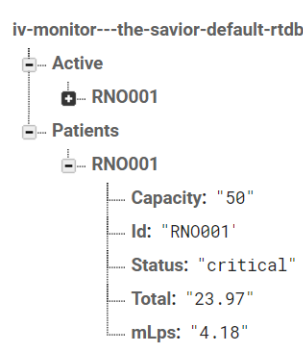 iv-monitor---the-savior-default-rtdb
Active
RNO001
Patients
RNO001
Capacity: "50"
Id: "RNO001'
Status: "critical"
Total: "23.97"
mLps: "4.18"